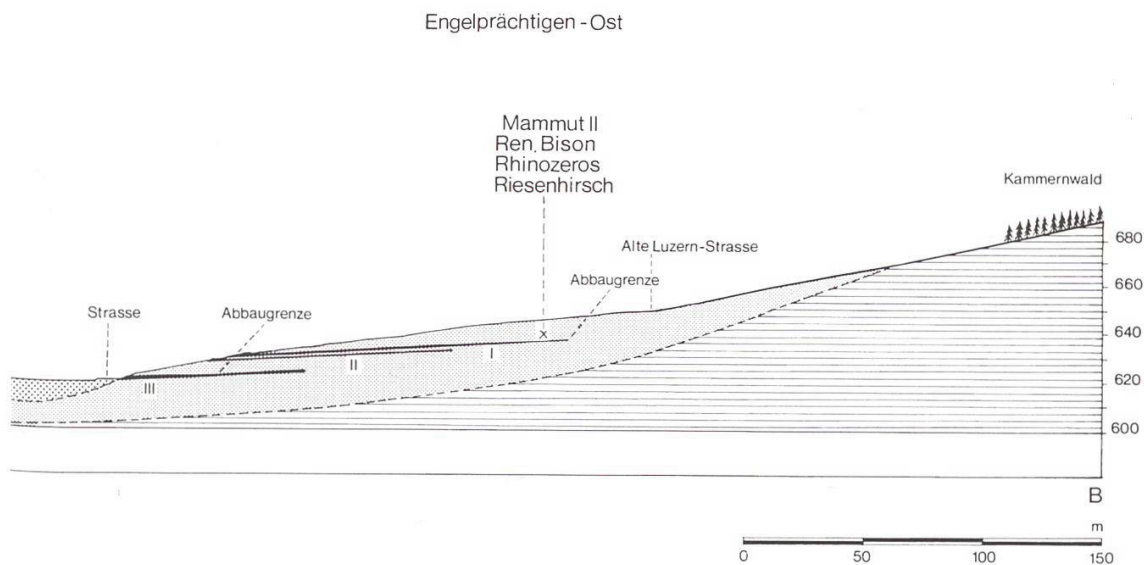 Engelprächtigen - Ost
Mammut II
Ren, Bison
Rhinozeros
Riesenhirsch
Kammernwald
Alte Luzern-Strasse
Abbaugrenze
Strasse
Abbaugrenze
I
II
III
680
660
640
620
600
B
m
0 50 100 150